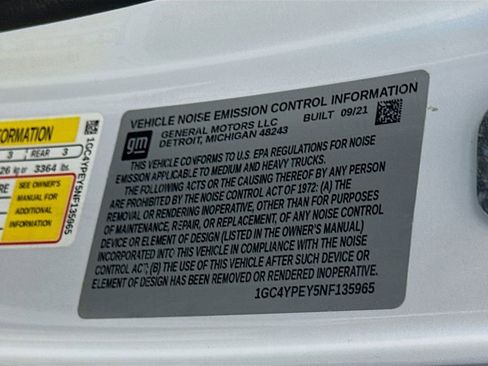 FORMATION
3 REAR 3
26 kg or 3364 lbs.
RE
SEE OWNER'S
MANUAL FOR
ADDITIONAL
INFORMATION
1GC4YPEY5NF135965
VEHICLE NOISE EMISSION CONTROL INFORMATION
gm
GENERAL MOTORS LLC BUILT 09/21
DETROIT, MICHIGAN 48243
THIS VEHICLE CONFORMS TO U.S. EPA REGULATIONS FOR NOISE
EMISSION APPLICABLE TO MEDIUM AND HEAVY TRUCKS.
THE FOLLOWING ACTS OR THE CAUSING THEREOF BY ANY PERSON
ARE PROHIBITED BY THE NOISE CONTROL ACT OF 1972: (A) THE
REMOVAL OR RENDERING INOPERATIVE, OTHER THAN FOR PURPOSES
OF MAINTENANCE, REPAIR, OR REPLACEMENT, OF ANY NOISE CONTROL
DEVICE OR ELEMENT OF DESIGN (LISTED IN THE OWNER'S MANUAL)
INCORPORATED INTO THIS VEHICLE IN COMPLIANCE WITH THE NOISE
CONTROL ACT; (B) THE USE OF THIS VEHICLE AFTER SUCH DEVICE OR
ELEMENT OF DESIGN HAS BEEN REMOVED OR RENDERED INOPERATIVE.
1GC4YPEY5NF135965